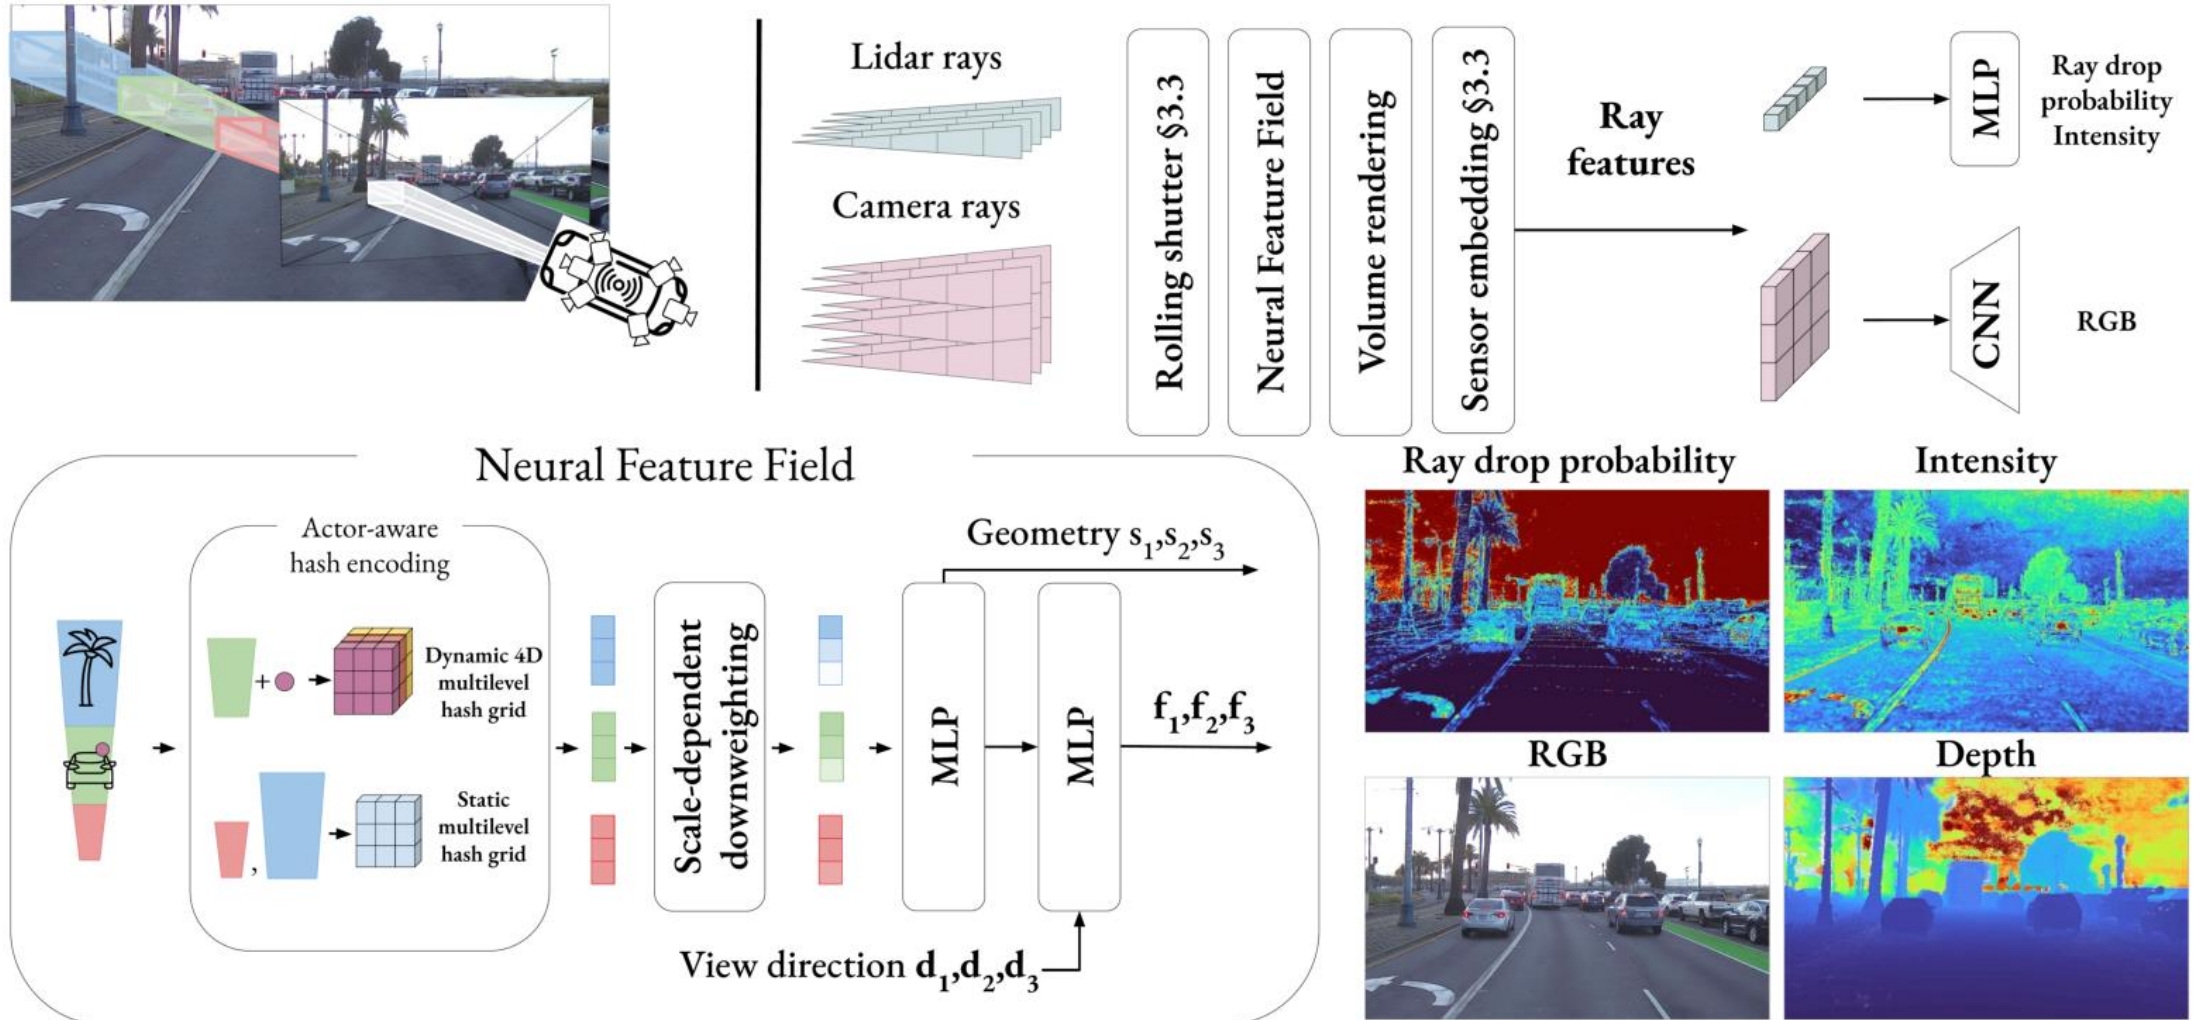 Lidar rays
Camera rays
Rolling shutter §3.3
Neural Feature Field
Volume rendering
Sensor embedding §3.3
Ray
features
MLP
Ray drop
probability
Intensity
CNN
RGB
Neural Feature Field
Actor-aware
hash encoding
+
Dynamic 4D
multilevel
hash grid
,
Static
multilevel
hash grid
Scale-dependent
downweighting
MLP
MLP
Geometry s₁,s₂,s₃
f₁,f₂,f₃
View direction d₁,d₂,d₃
Ray drop probability
Intensity
RGB
Depth